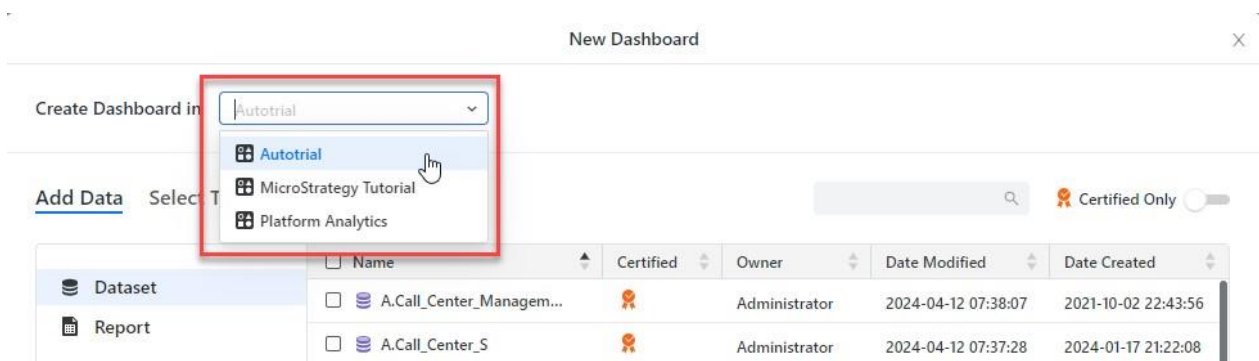 New Dashboard
Create Dashboard in
Autotrial
Autotrial
MicroStrategy Tutorial
Platform Analytics
Add Data Select T
Certified Only
Name Certified Owner Date Modified Date Created
Dataset
A.Call_Center_Managem... Administrator 2024-04-12 07:38:07 2021-10-02 22:43:56
Report
A.Call_Center_S Administrator 2024-04-12 07:37:28 2024-01-17 21:22:08